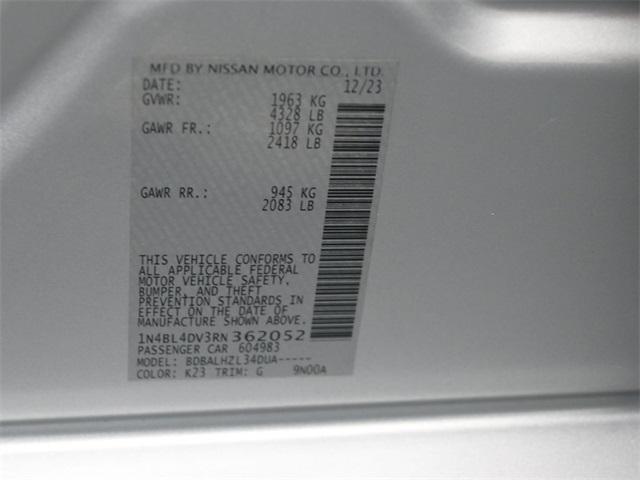 MFD BY NISSAN MOTOR CO., LTD.
DATE: 12/23
GVWR: 1963 KG
4328 LB
GAWR FR.: 1097 KG
2418 LB
GAWR RR.: 945 KG
2083 LB
THIS VEHICLE CONFORMS TO
ALL APPLICABLE FEDERAL
MOTOR VEHICLE SAFETY,
BUMPER, AND THEFT
PREVENTION STANDARDS IN
EFFECT ON THE DATE OF
MANUFACTURE SHOWN ABOVE.
1N4BL4DV3RN362052
PASSENGER CAR 604983
MODEL: BDBALHZL34DUA-----
COLOR: K23 TRIM: G 9N00A